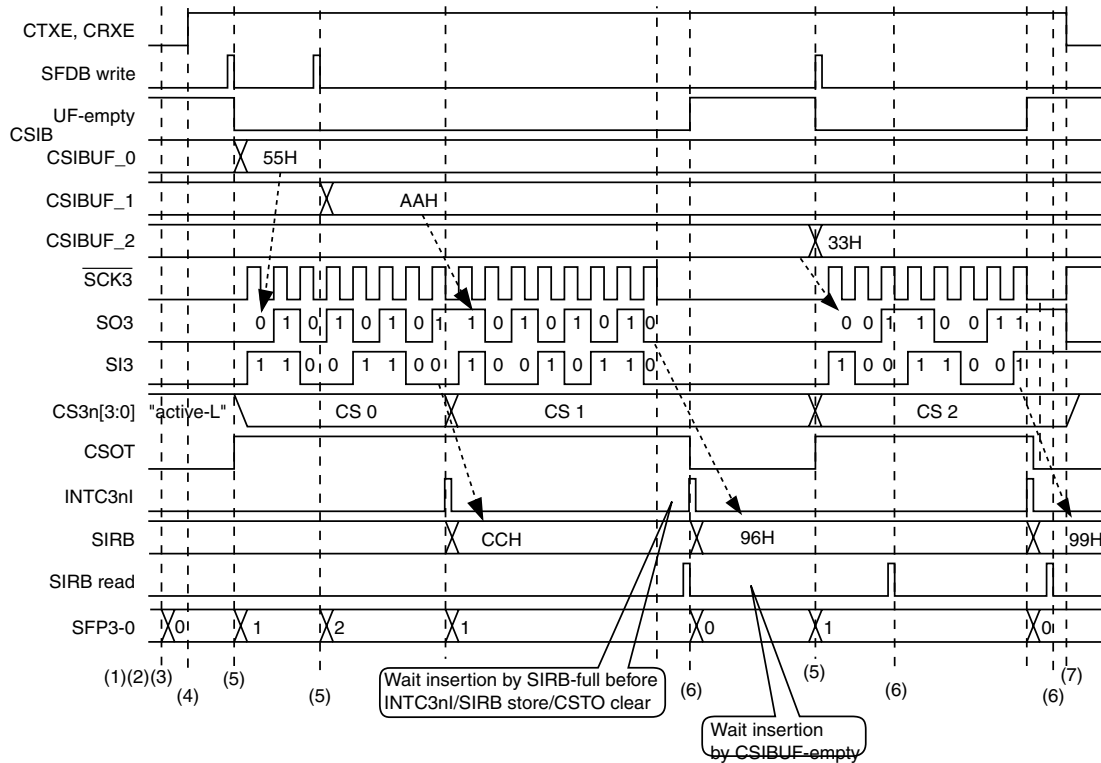 CTXE, CRXE
SFDB write
UF-empty
CSIB
CSIBUF_0
55H
CSIBUF_1
AAH
CSIBUF_2
33H
SCK3
SO3
0 1 0 1 0 1 0 1 1 0 1 0 1 0 1 0
0 0 1 1 0 0 1 1
SI3
1 1 0 0 1 1 0 0 1 0 0 1 0 1 1 0
1 0 0 1 1 0 0 1
CS3n[3:0]
"active-L"
CS 0
CS 1
CS 2
CSOT
INTC3nI
SIRB
CCH
96H
99H
SIRB read
SFP3-0
0
1
2
1
0
1
0
(1)(2)(3)
(4)
(5)
(5)
Wait insertion by SIRB-full before
INTC3nI/SIRB store/CSTO clear
(6)
(5)
(6)
(6)
(7)
Wait insertion
by CSIBUF-empty